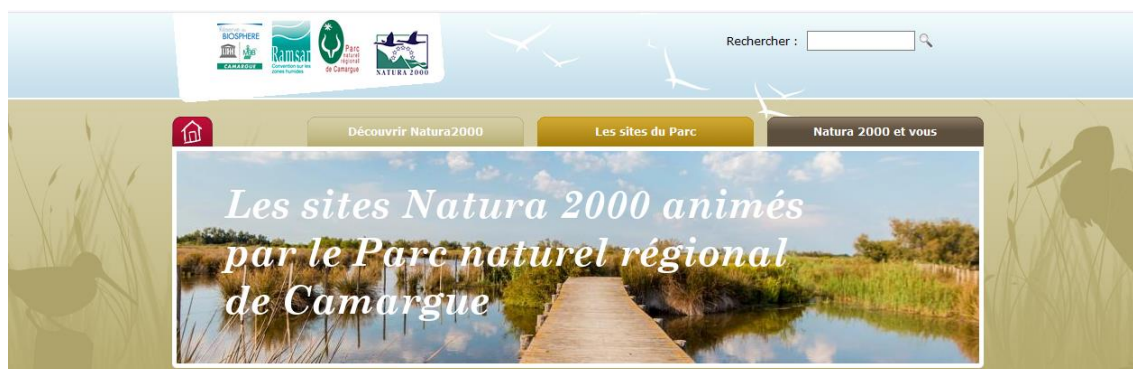 BIOSPHERE
CAMARGUE
Ramsar
Convention sur les
zones humides
Parc
naturel
régional
de Camargue
NATURA 2000
Rechercher :
Découvrir Natura2000
Les sites du Parc
Natura 2000 et vous
Les sites Natura 2000 animés
par le Parc naturel régional
de Camargue